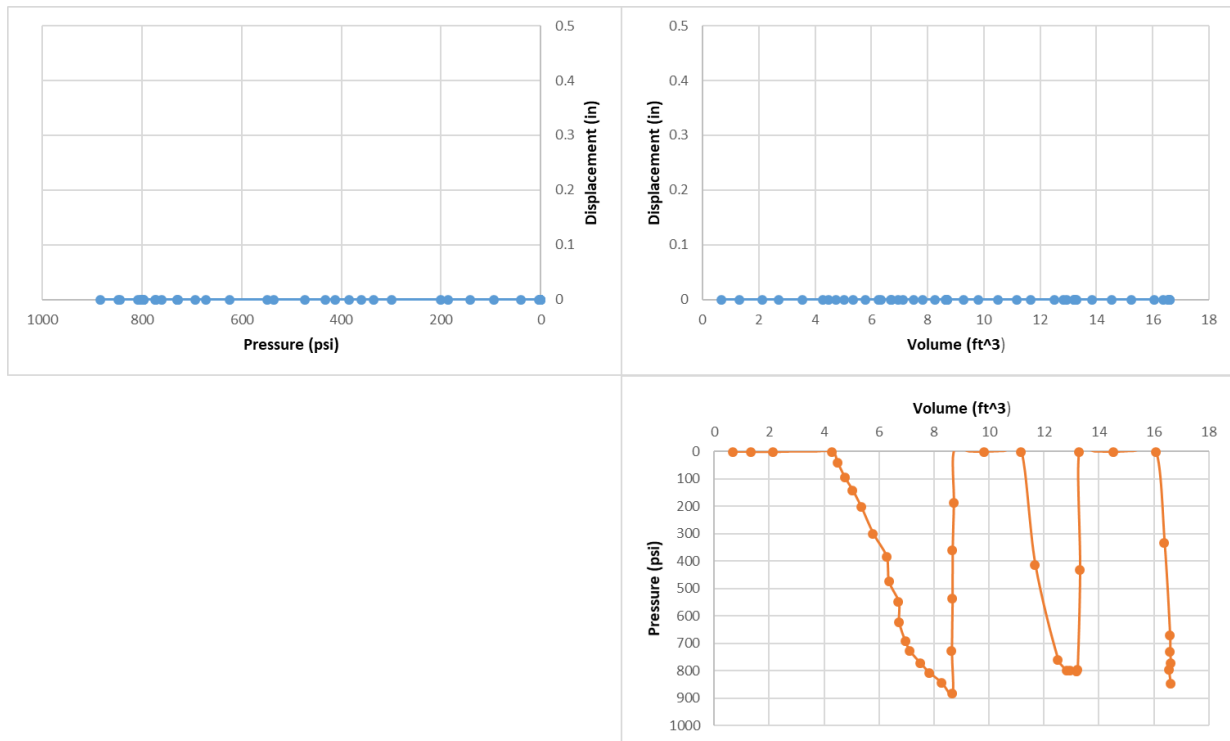 0.5
0.4
0.3
0.2
0.1
0
Displacement (in)
1000 800 600 400 200 0
Pressure (psi)
0.5
0.4
0.3
0.2
0.1
0
Displacement (in)
0 2 4 6 8 10 12 14 16 18
Volume (ft^3)
Volume (ft^3)
0 2 4 6 8 10 12 14 16 18
0
100
200
300
400
500
600
700
800
900
1000
Pressure (psi)